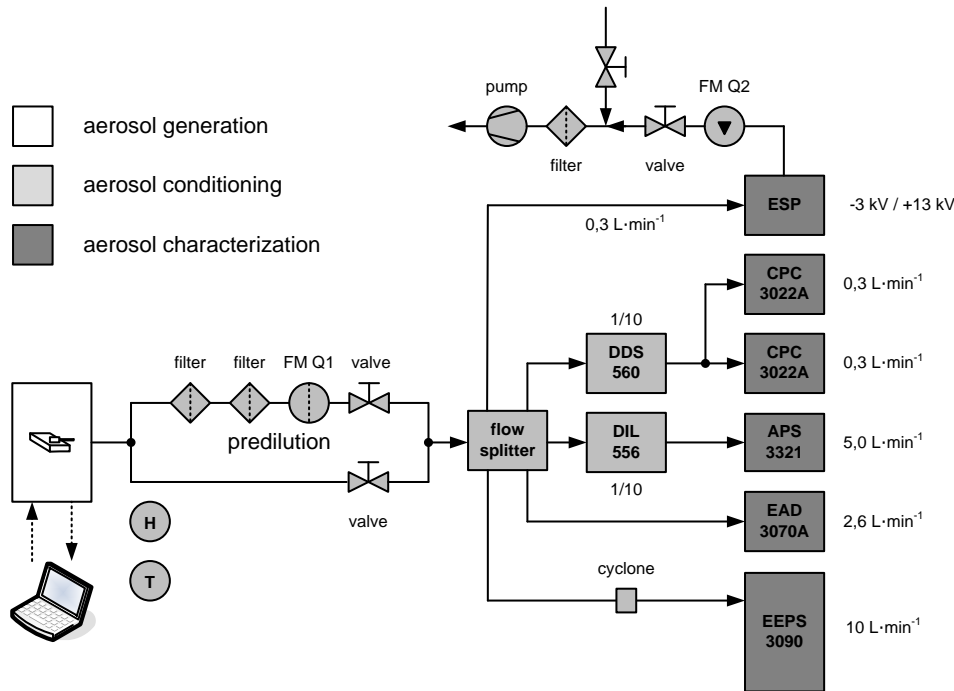 pump
FM Q2
filter
valve
aerosol generation
aerosol conditioning
aerosol characterization
ESP
-3 kV / +13 kV
0,3 L·min⁻¹
CPC
3022A
0,3 L·min⁻¹
1/10
DDS
560
CPC
3022A
0,3 L·min⁻¹
filter
filter
FM Q1
valve
predilution
flow
splitter
DIL
556
1/10
APS
3321
5,0 L·min⁻¹
valve
H
T
EAD
3070A
2,6 L·min⁻¹
cyclone
EEPS
3090
10 L·min⁻¹